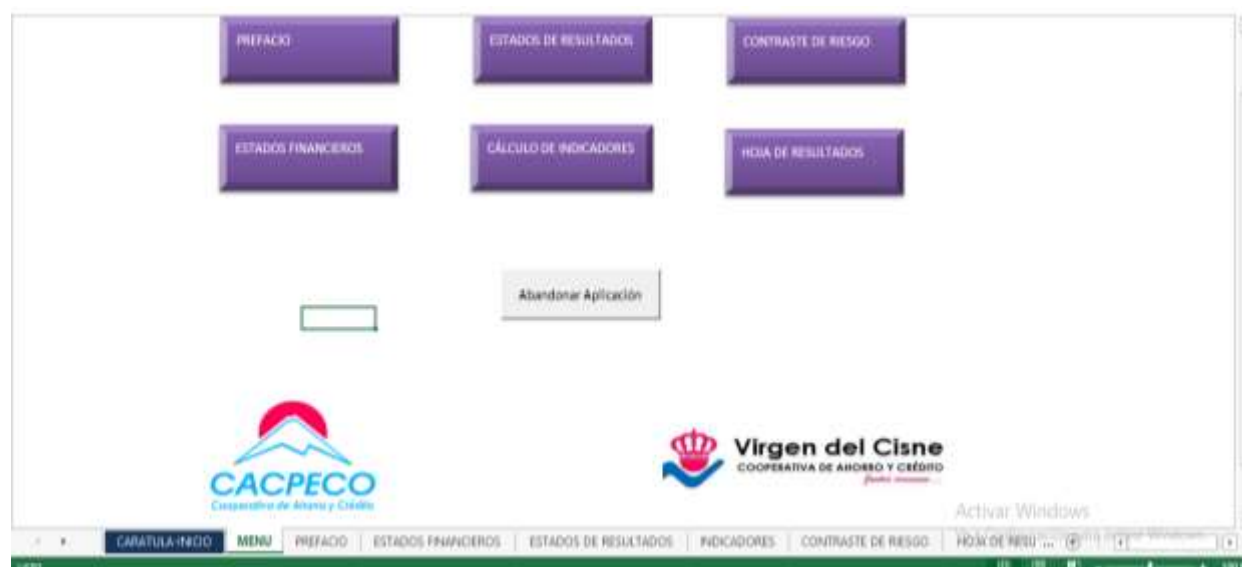 PREFACIO
ESTADOS DE RESULTADOS
CONTRASTE DE RIESGO
ESTADOS FINANCIEROS
CÁLCULO DE INDICADORES
HOJA DE RESULTADOS
Abandonar Aplicación
CACPECO
Cooperativa de Ahorro y Crédito
Virgen del Cisne
COOPERATIVA DE AHORRO Y CRÉDITO
Activar Windows
CARATULA-INICIO
MENU
PREFACIO
ESTADOS FINANCIEROS
ESTADOS DE RESULTADOS
INDICADORES
CONTRASTE DE RIESGO
HOJA DE RESU ...